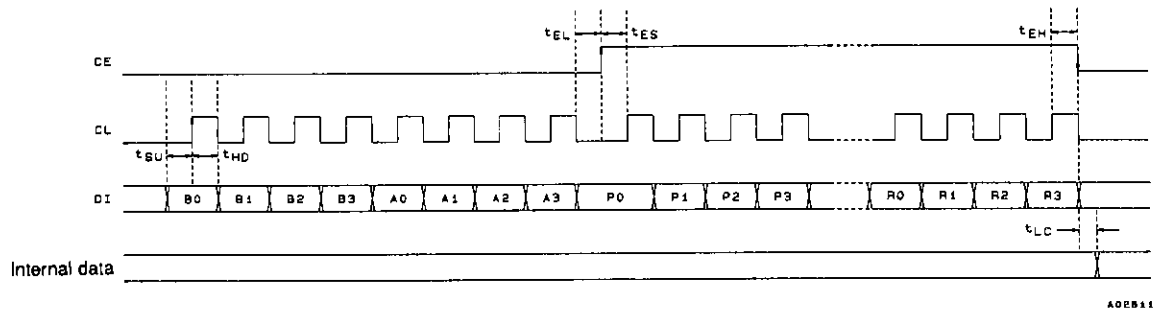 tEL tES tEH
CE
CL
tSU tHD
DI B0 B1 B2 B3 A0 A1 A2 A3 P0 P1 P2 P3 R0 R1 R2 R3
tLC
Internal data
A02511